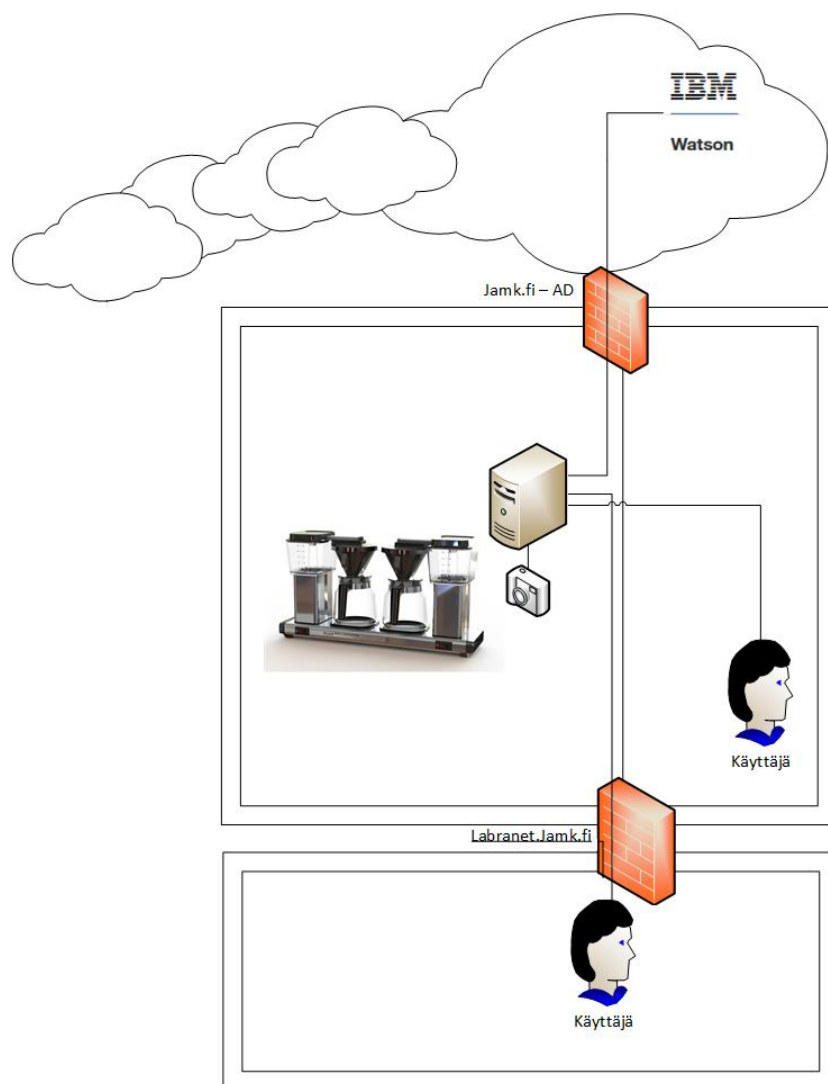 IBM
Watson
Jamk.fi – AD
Käyttäjä
Labranet.Jamk.fi
Käyttäjä